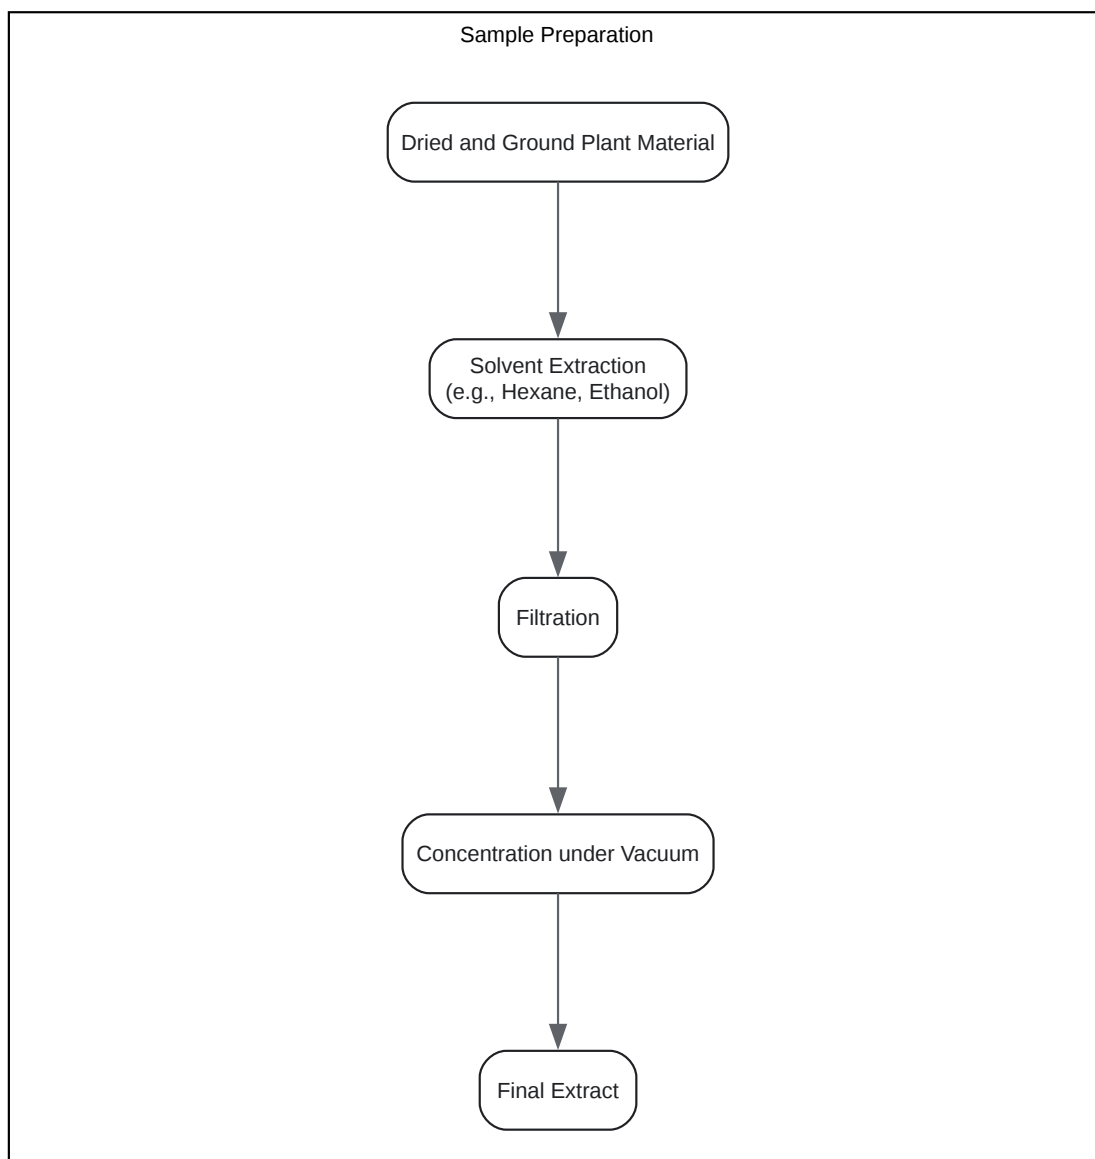 Sample Preparation
Dried and Ground Plant Material
Solvent Extraction
(e.g., Hexane, Ethanol)
Filtration
Concentration under Vacuum
Final Extract